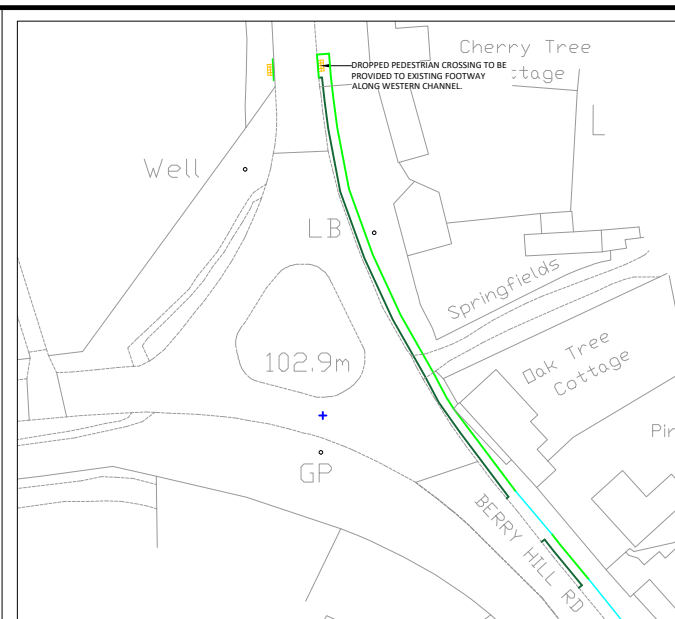 Cherry Tree
DROPPED PEDESTRIAN CROSSING TO BE
PROVIDED TO EXISTING FOOTWAY
ALONG WESTERN CHANNEL.
L
Well
LB
Springfields
102.9m
Oak Tree
Cottage
GP
BERRY HILL RD